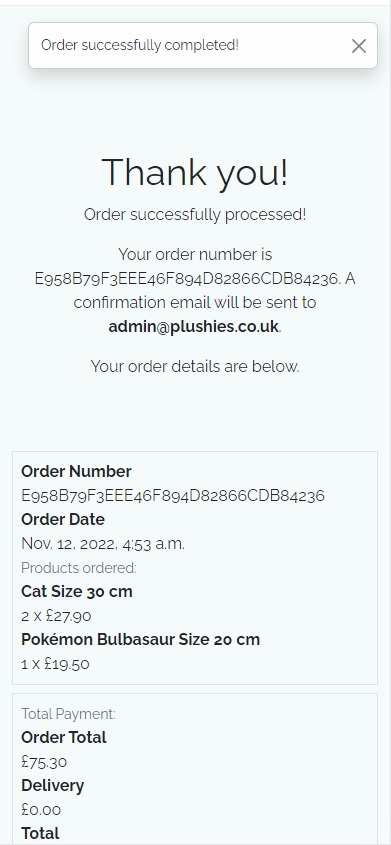 Order successfully completed!
Thank you!
Order successfully processed!
Your order number is
E958B79F3EEE46F894D82866CDB84236. A
confirmation email will be sent to
admin@plushies.co.uk.
Your order details are below.
Order Number
E958B79F3EEE46F894D82866CDB84236
Order Date
Nov. 12, 2022, 4:53 a.m.
Products ordered:
Cat Size 30 cm
2 x £27.90
Pokémon Bulbasaur Size 20 cm
1 x £19.50
Total Payment:
Order Total
£75.30
Delivery
£0.00
Total